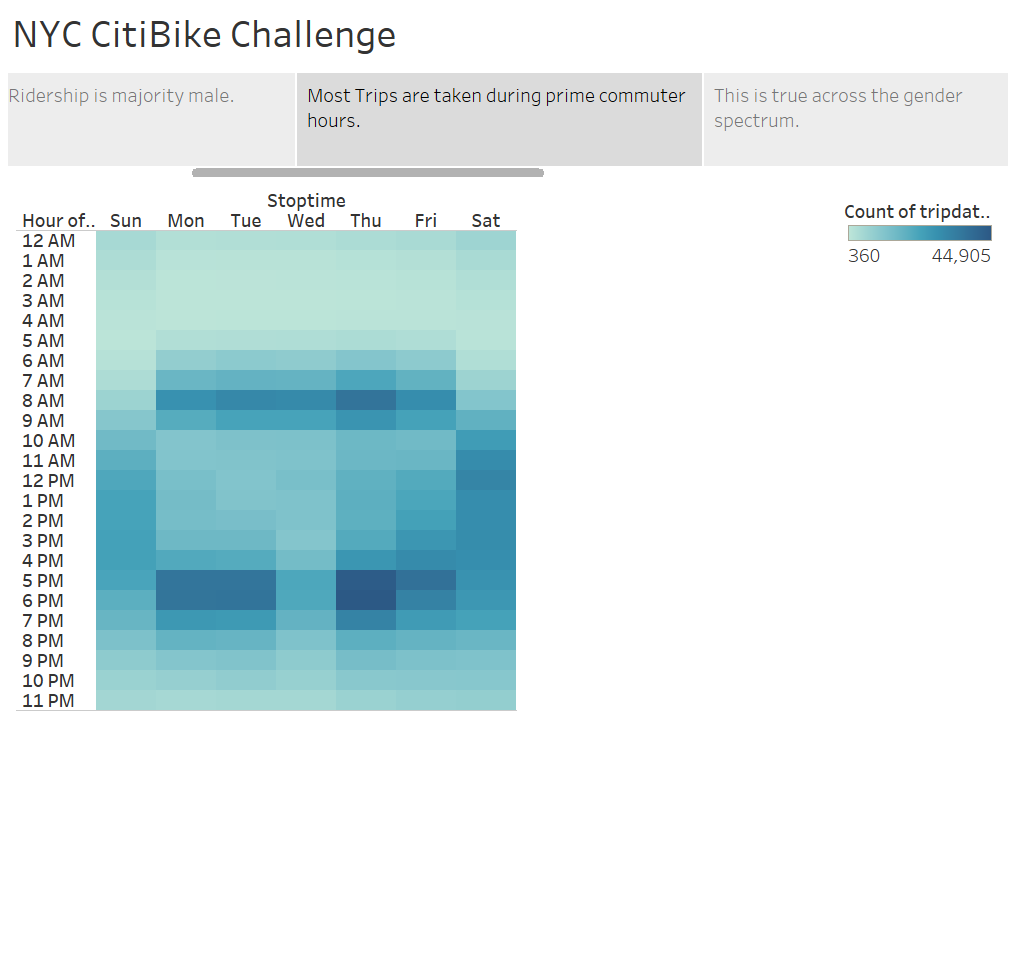 NYC CitiBike Challenge
Ridership is majority male.
Most Trips are taken during prime commuter
hours.
This is true across the gender
spectrum.
Stoptime
Hour of.. Sun Mon Tue Wed Thu Fri Sat
12 AM
1 AM
2 AM
3 AM
4 AM
5 AM
6 AM
7 AM
8 AM
9 AM
10 AM
11 AM
12 PM
1 PM
2 PM
3 PM
4 PM
5 PM
6 PM
7 PM
8 PM
9 PM
10 PM
11 PM
Count of tripdat..
360 44,905